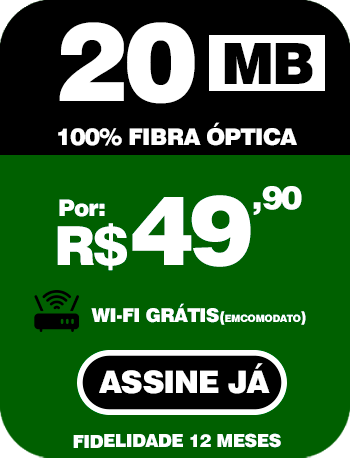 20 MB
100% FIBRA ÓPTICA
Por:
R$49,90
WI-FI GRÁTIS(EMCOMODATO)
ASSINE JÁ
FIDELIDADE 12 MESES